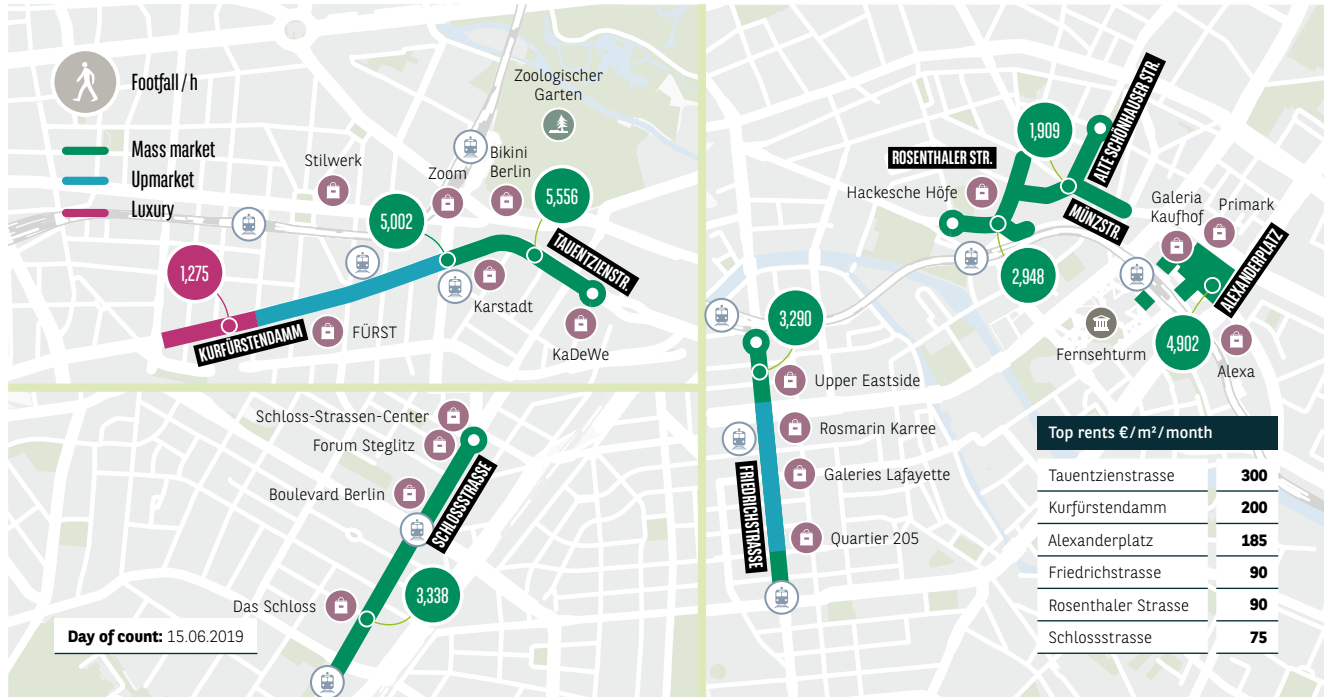 Footfall / h
Mass market
Upmarket
Luxury
Stilwerk
Zoom
Bikini
Berlin
Zoologischer
Garten
5,556
5,002
1,275
TAUENTZIENSTR.
Karstadt
KURFÜRSTENDAMM
FÜRST
KaDeWe
Schloss-Strassen-Center
Forum Steglitz
Boulevard Berlin
SCHLOSSSTRASSE
Das Schloss
3,338
Day of count: 15.06.2019
1,909
ALTE SCHÖNHAUSER STR.
ROSENTHALER STR.
Hackesche Höfe
MÜNZSTR.
Galeria
Kaufhof
Primark
ALEXANDERPLATZ
2,948
3,290
Fernsehturm
4,902
Alexa
Upper Eastside
Rosmarin Karree
Galeries Lafayette
FRIEDRICHSTRASSE
Quartier 205
Top rents €/m²/month
Tauentzienstrasse 300
Kurfürstendamm 200
Alexanderplatz 185
Friedrichstrasse 90
Rosenthaler Strasse 90
Schlossstrasse 75